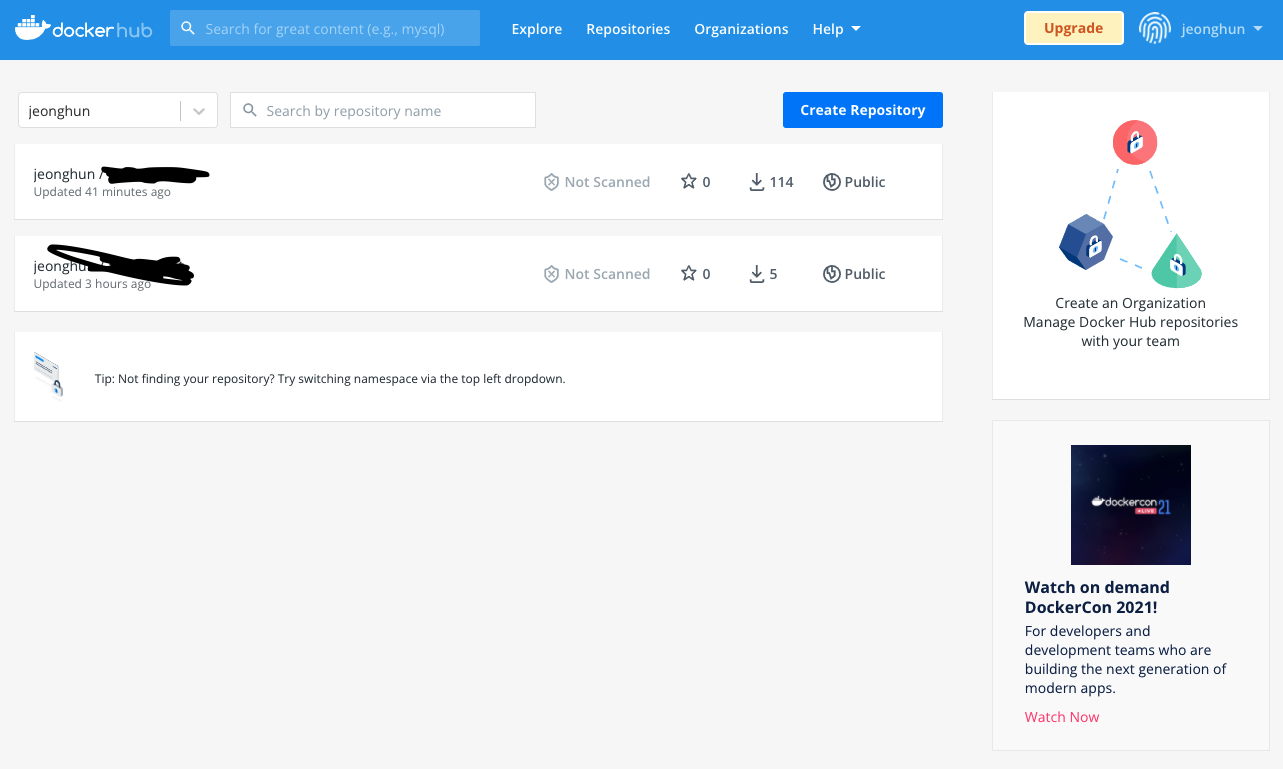 docker hub
Search for great content (e.g., mysql)
Explore
Repositories
Organizations
Help
Upgrade
jeonghun
jeonghun
Search by repository name
Create Repository
jeonghun /
Updated 41 minutes ago
Not Scanned
0
114
Public
Updated 3 hours ago
Not Scanned
0
5
Public
Tip: Not finding your repository? Try switching namespace via the top left dropdown.
Create an Organization
Manage Docker Hub repositories
with your team
dockercon
LIVE
21
Watch on demand
DockerCon 2021!
For developers and
development teams who are
building the next generation of
modern apps.
Watch Now